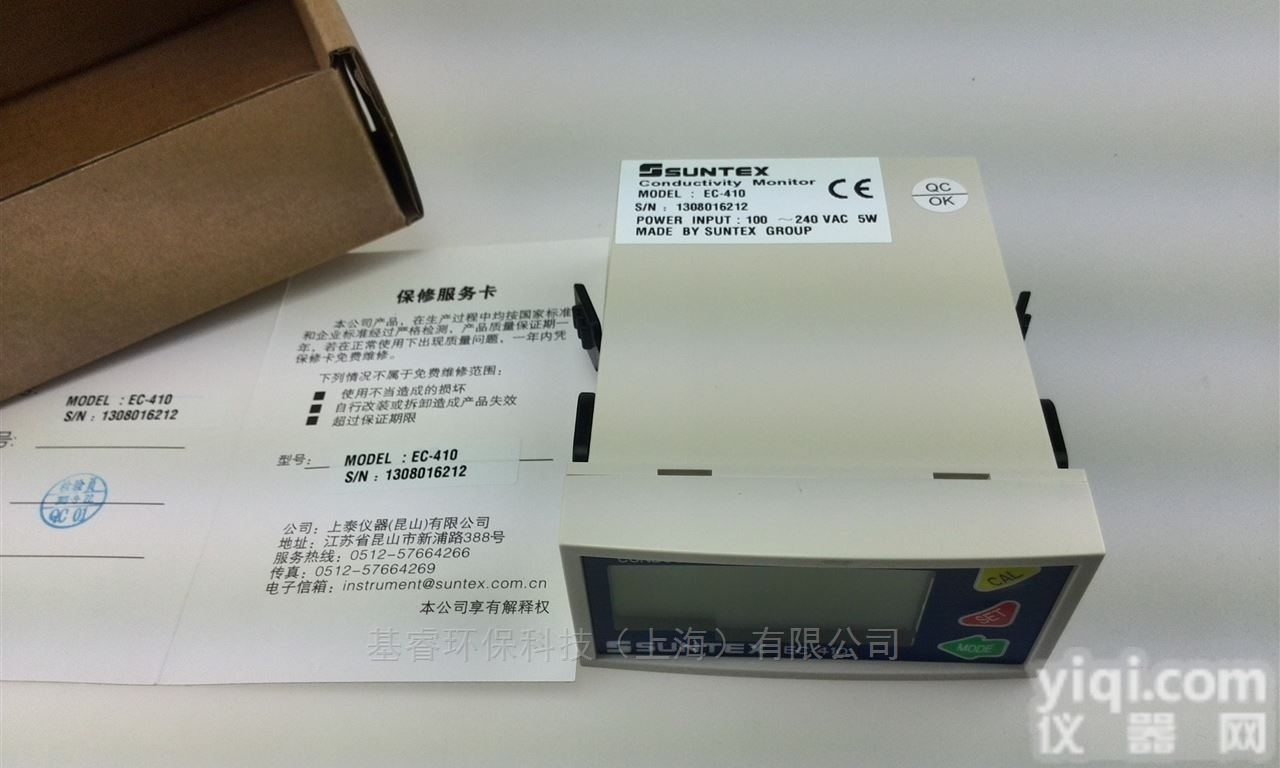 SUNTEX
Conductivity Monitor
MODEL : EC-410
S/N : 1308016212
POWER INPUT : 100 ~ 240 VAC 5W
MADE BY SUNTEX GROUP
CE
QC
OK
保修服务卡
本公司产品，在生产过程中均按国家标准
和企业标准经过严格检测、产品质量保证期一
年，若在正常使用下出现质量问题，一年内凭
保修卡免费维修。
下列情况不属于免费维修范围：
■ 使用不当造成的损坏
■ 自行改装或拆卸造成产品失效
■ 超过保证期限
型号: MODEL : EC-410
S/N : 1308016212
公司：上泰仪器(昆山)有限公司
地址：江苏省昆山市新浦路388号
服务热线：0512-57664266
传真：0512-57664269
电子信箱：instrument@suntex.com.cn
本公司享有解释权
MODEL : EC-410
S/N : 1308016212
号:
检验员
QC 01
CAL
SET
MODE
SUNTEX EC-410
基睿环保科技（上海）有限公司
yiqi.com
仪器网